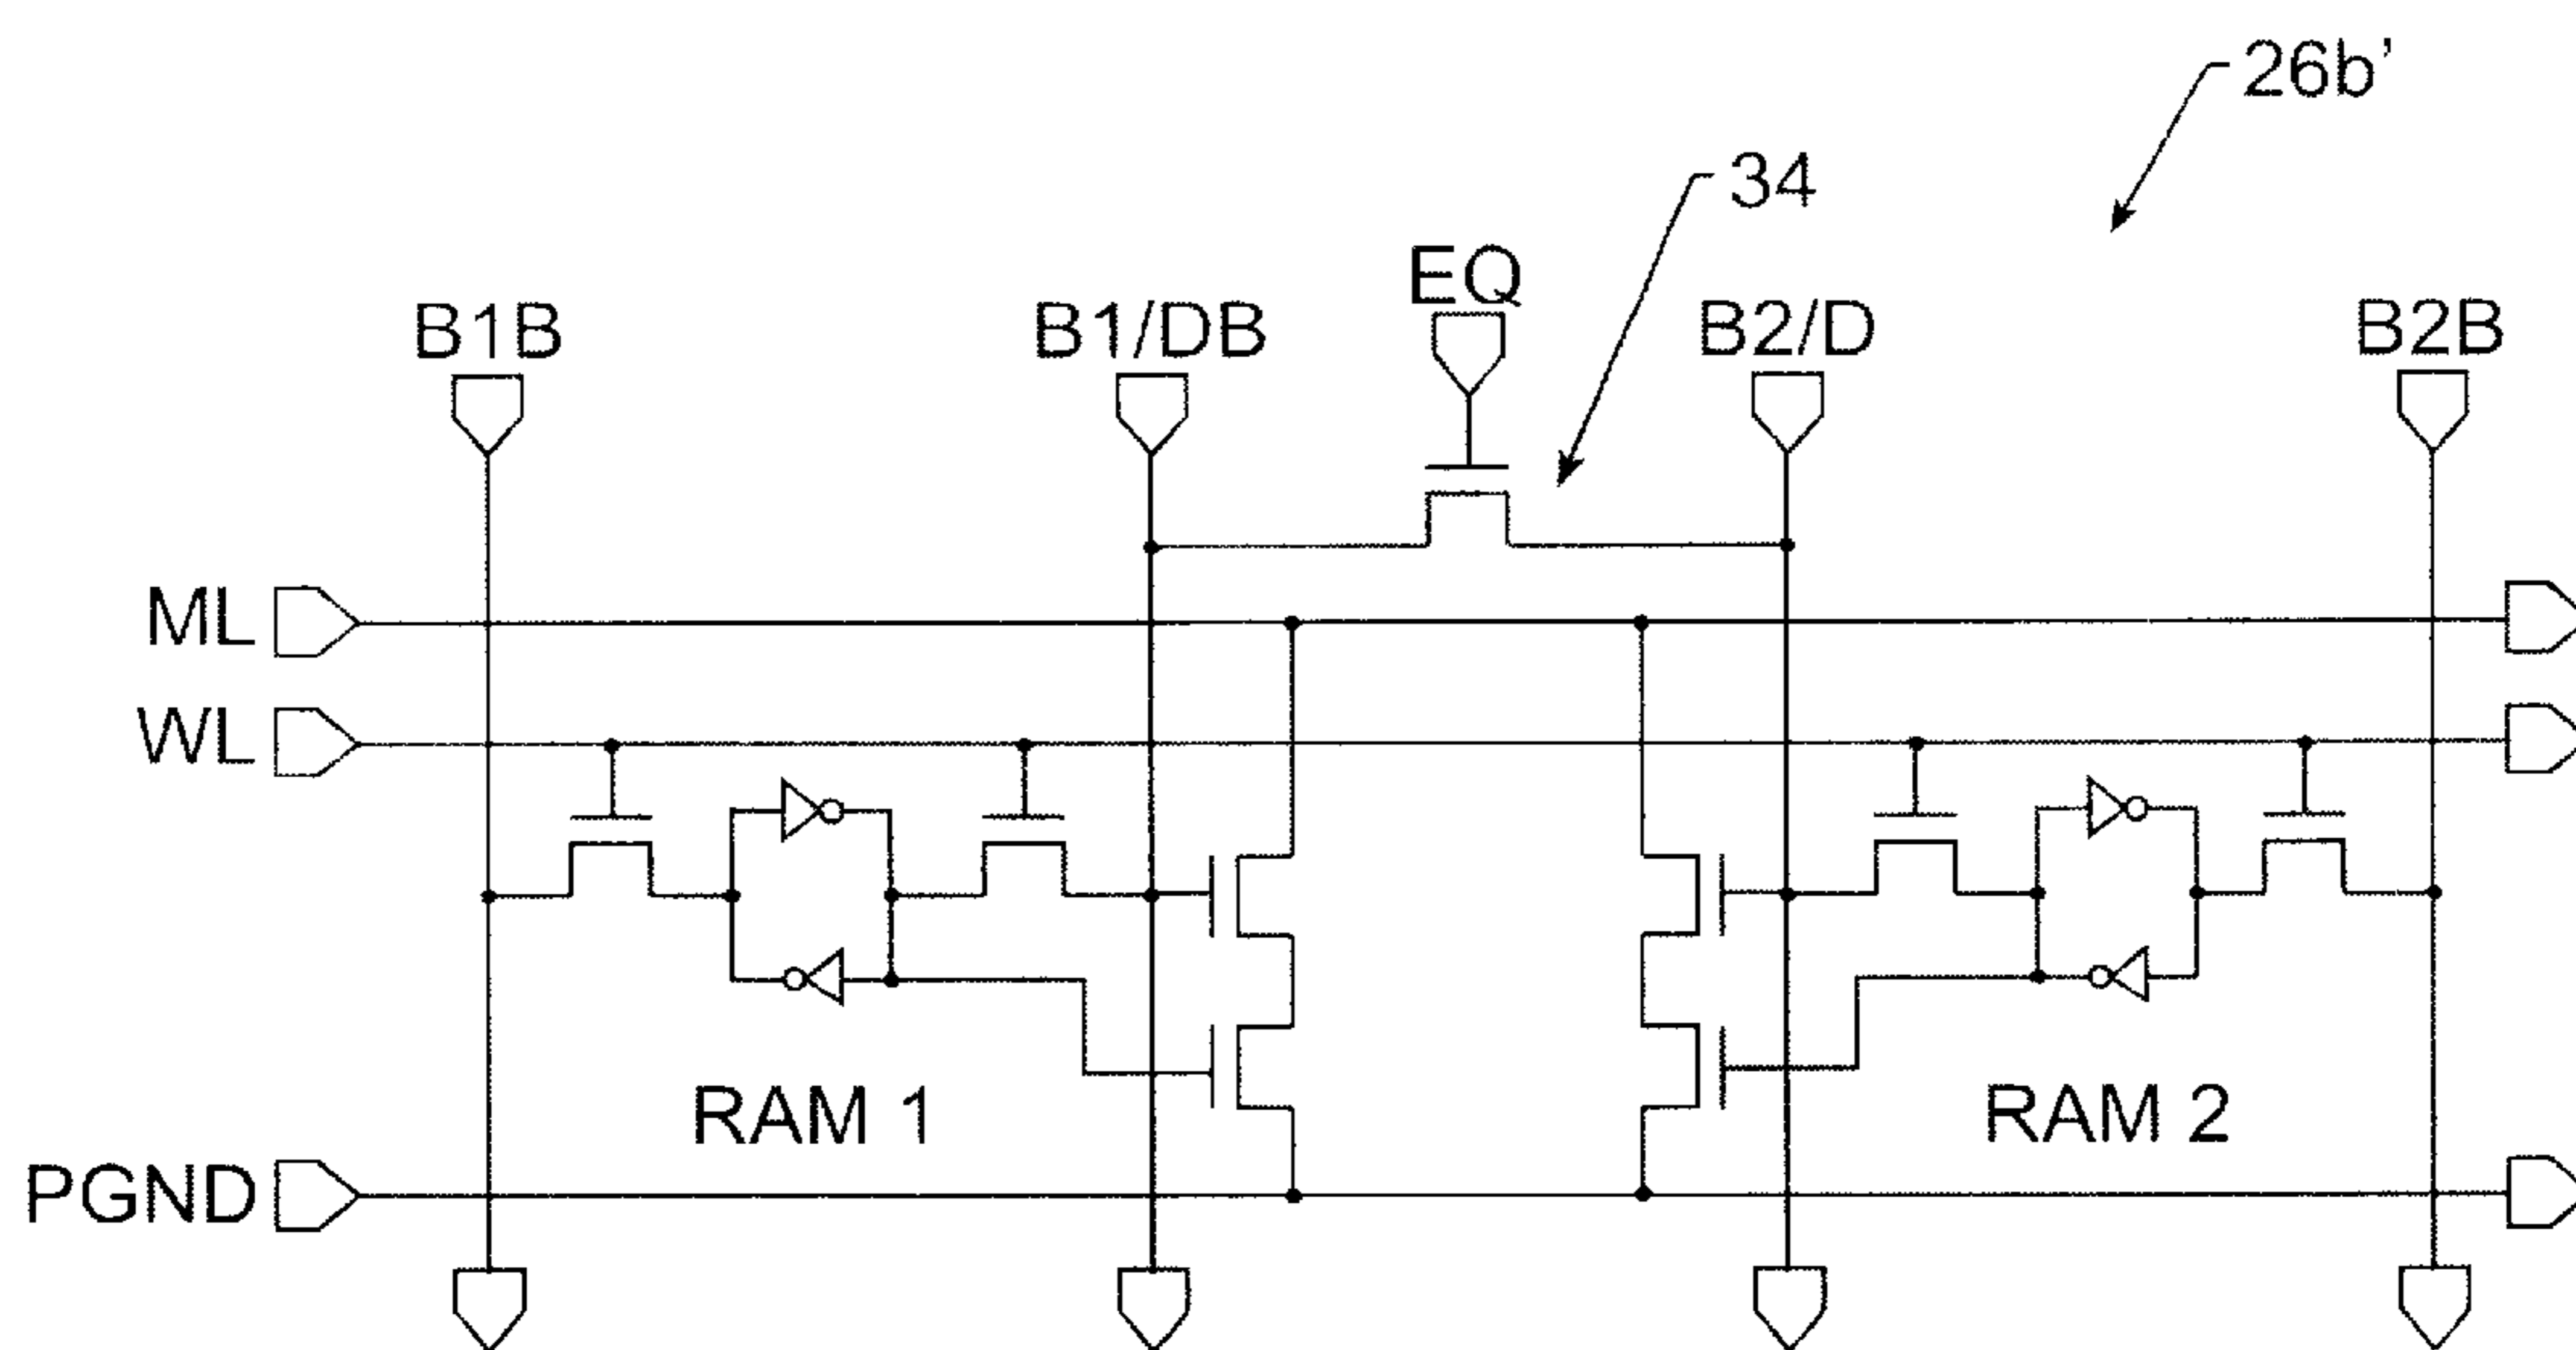 26b’
34
EQ
B1B
B1/DB
B2/D
B2B
ML
WL
RAM 1
RAM 2
PGND